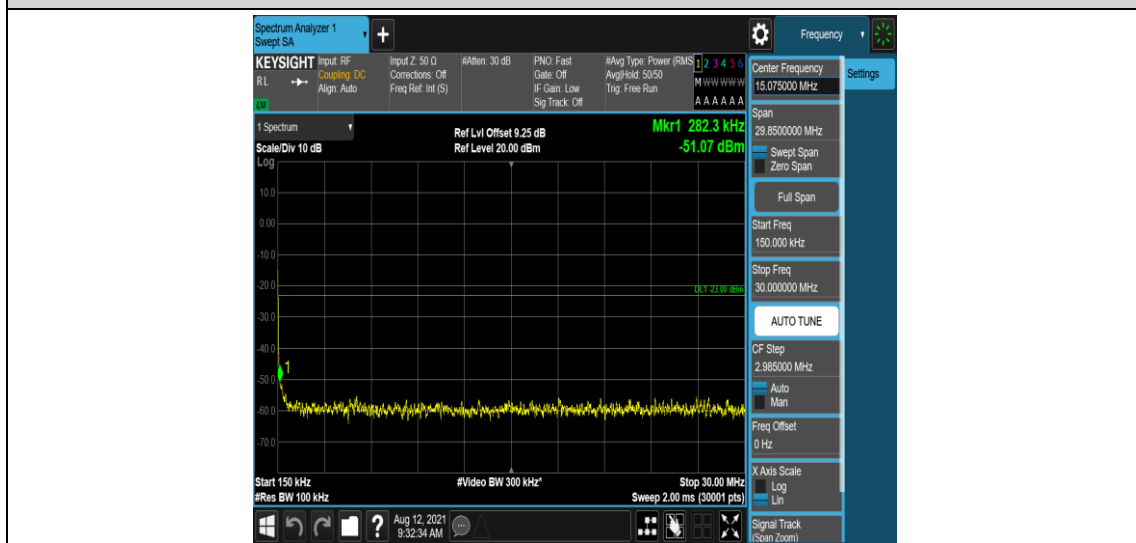 Spectrum Analyzer 1
Swept SA
+
Frequency
KEYSIGHT
RL
LW
Input: RF
Coupling: DC
Align: Auto
Input Z: 50 Ω
Corrections: Off
Freq Ref: Int (S)
#Atten: 30 dB
PNO: Fast
Gate: Off
IF Gain: Low
Sig Track: Off
#Avg Type: Power (RMS
Avg|Hold: 50/50
Trig: Free Run
1 2 3 4 5 6
M W W W W W
A A A A A A
1 Spectrum
Scale/Div 10 dB
Ref Lvl Offset 9.25 dB
Ref Level 20.00 dBm
Mkr1 282.3 kHz
-51.07 dBm
Log
10.0
0.00
-10.0
-20.0
-30.0
-40.0
-50.0
-60.0
-70.0
DL1 -23.00 dBm
1
Start 150 kHz
#Res BW 100 kHz
#Video BW 300 kHz*
Stop 30.00 MHz
Sweep 2.00 ms (30001 pts)
Center Frequency
15.075000 MHz
Settings
Span
29.8500000 MHz
Swept Span
Zero Span
Full Span
Start Freq
150.000 kHz
Stop Freq
30.000000 MHz
AUTO TUNE
CF Step
2.985000 MHz
Auto
Man
Freq Offset
0 Hz
X Axis Scale
Log
Lin
Signal Track
(Span Zoom)
?
Aug 12, 2021
9:32:34 AM